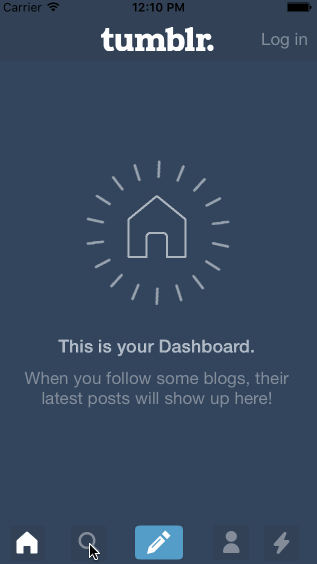 Carrier 12:10 PM
tumblr. Log in
This is your Dashboard.
When you follow some blogs, their
latest posts will show up here!